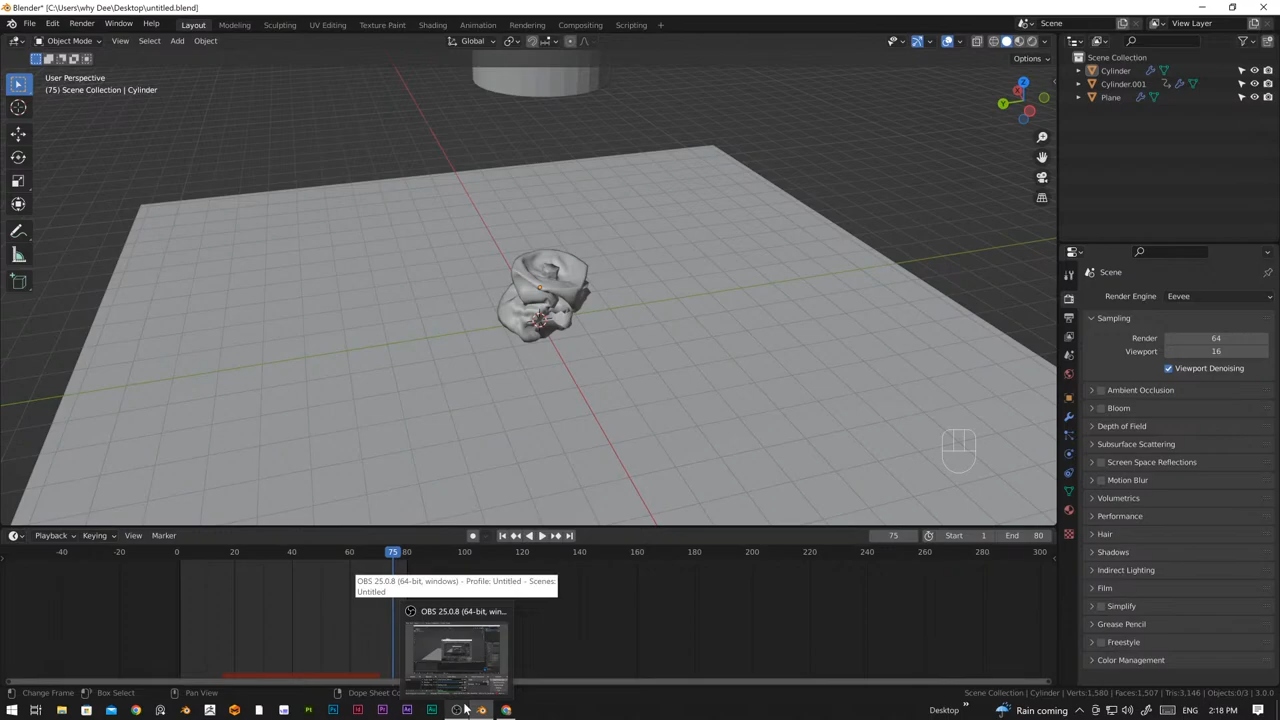 Blender* [C:\Users\why Dee\Desktop\untitled.blend]
File Edit Render Window Help Layout Modeling Sculpting UV Editing Texture Paint Shading Animation Rendering Compositing Scripting Scene View Layer
Object Mode View Select Add Object Global
Options
User Perspective
(75) Scene Collection | Cylinder
Z
Y
X
Scene Collection
Cylinder
Cylinder.001
Plane
Scene
Render Engine Eevee
Sampling
Render 64
Viewport 16
Viewport Denoising
Ambient Occlusion
Bloom
Depth of Field
Subsurface Scattering
Screen Space Reflections
Motion Blur
Volumetrics
Performance
Hair
Shadows
Indirect Lighting
Film
Simplify
Grease Pencil
Freestyle
Color Management
Playback Keying View Marker 75 Start 1 End 80
-40 -20 0 20 40 60 75 80 100 120 140 160 180 200 220 240 260 280 300
OBS 25.0.8 (64-bit, windows) - Profile: Untitled - Scenes:
Untitled
OBS 25.0.8 (64-bit, win...
Change Frame Box Select Pan View Dope Sheet Scene Collection | Cylinder | Verts:1,580 | Faces:1,507 | Tris:3,146 | Objects:0/3 | 3.0.0
Ps Pr Ae Au Desktop Rain coming 2:18 PM